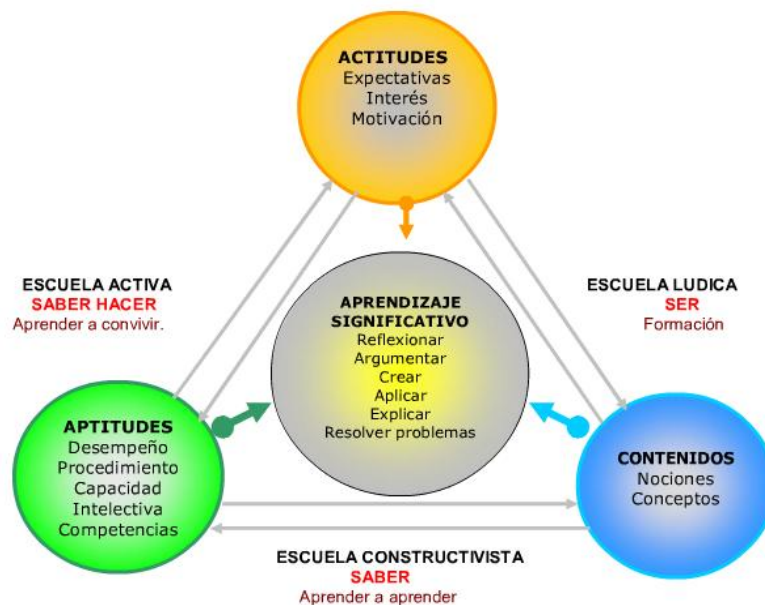 ACTITUDES
Expectativas
Interés
Motivación
ESCUELA ACTIVA
SABER HACER
Aprender a convivir.
ESCUELA LUDICA
SER
Formación
APRENDIZAJE
SIGNIFICATIVO
Reflexionar
Argumentar
Crear
Aplicar
Explicar
Resolver problemas
APTITUDES
Desempeño
Procedimiento
Capacidad
Intelectiva
Competencias
CONTENIDOS
Nociones
Conceptos
ESCUELA CONSTRUCTIVISTA
SABER
Aprender a aprender